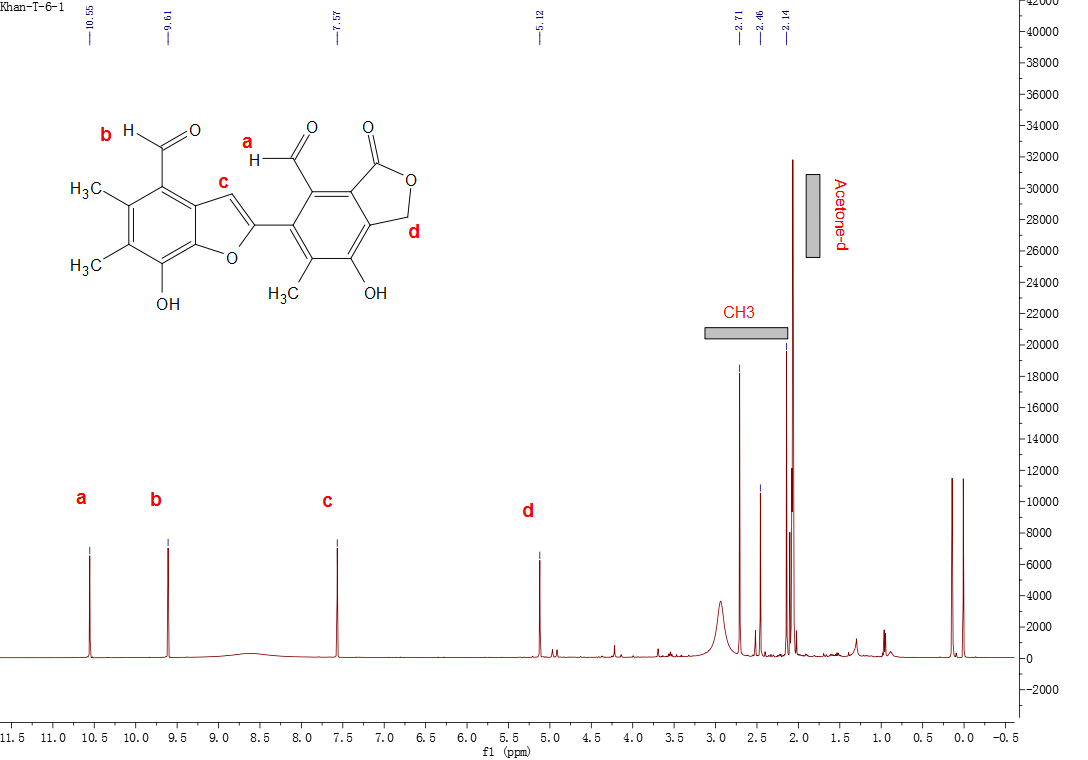 Khan-T-6-1
10.55
9.61
7.57
5.12
2.71
2.46
2.14
42000
40000
38000
36000
34000
32000
30000
28000
26000
24000
22000
20000
18000
16000
14000
12000
10000
8000
6000
4000
2000
0
-2000
b H O
a H O O
H3C c O
H3C O d
OH H3C OH
Acetone-d
CH3
a b c d
11.5 11.0 10.5 10.0 9.5 9.0 8.5 8.0 7.5 7.0 6.5 6.0 5.5 5.0 4.5 4.0 3.5 3.0 2.5 2.0 1.5 1.0 0.5 0.0 -0.5
f1 (ppm)